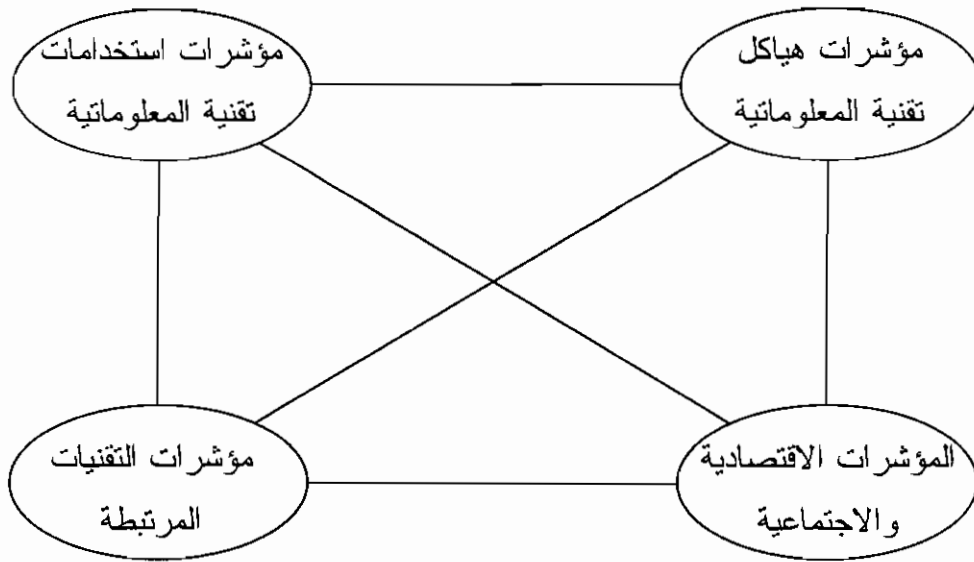 مؤشرات هياكل
تقنية المعلوماتية
مؤشرات استخدامات
تقنية المعلوماتية
المؤشرات الاقتصادية
والاجتماعية
مؤشرات التقنيات
المرتبطة